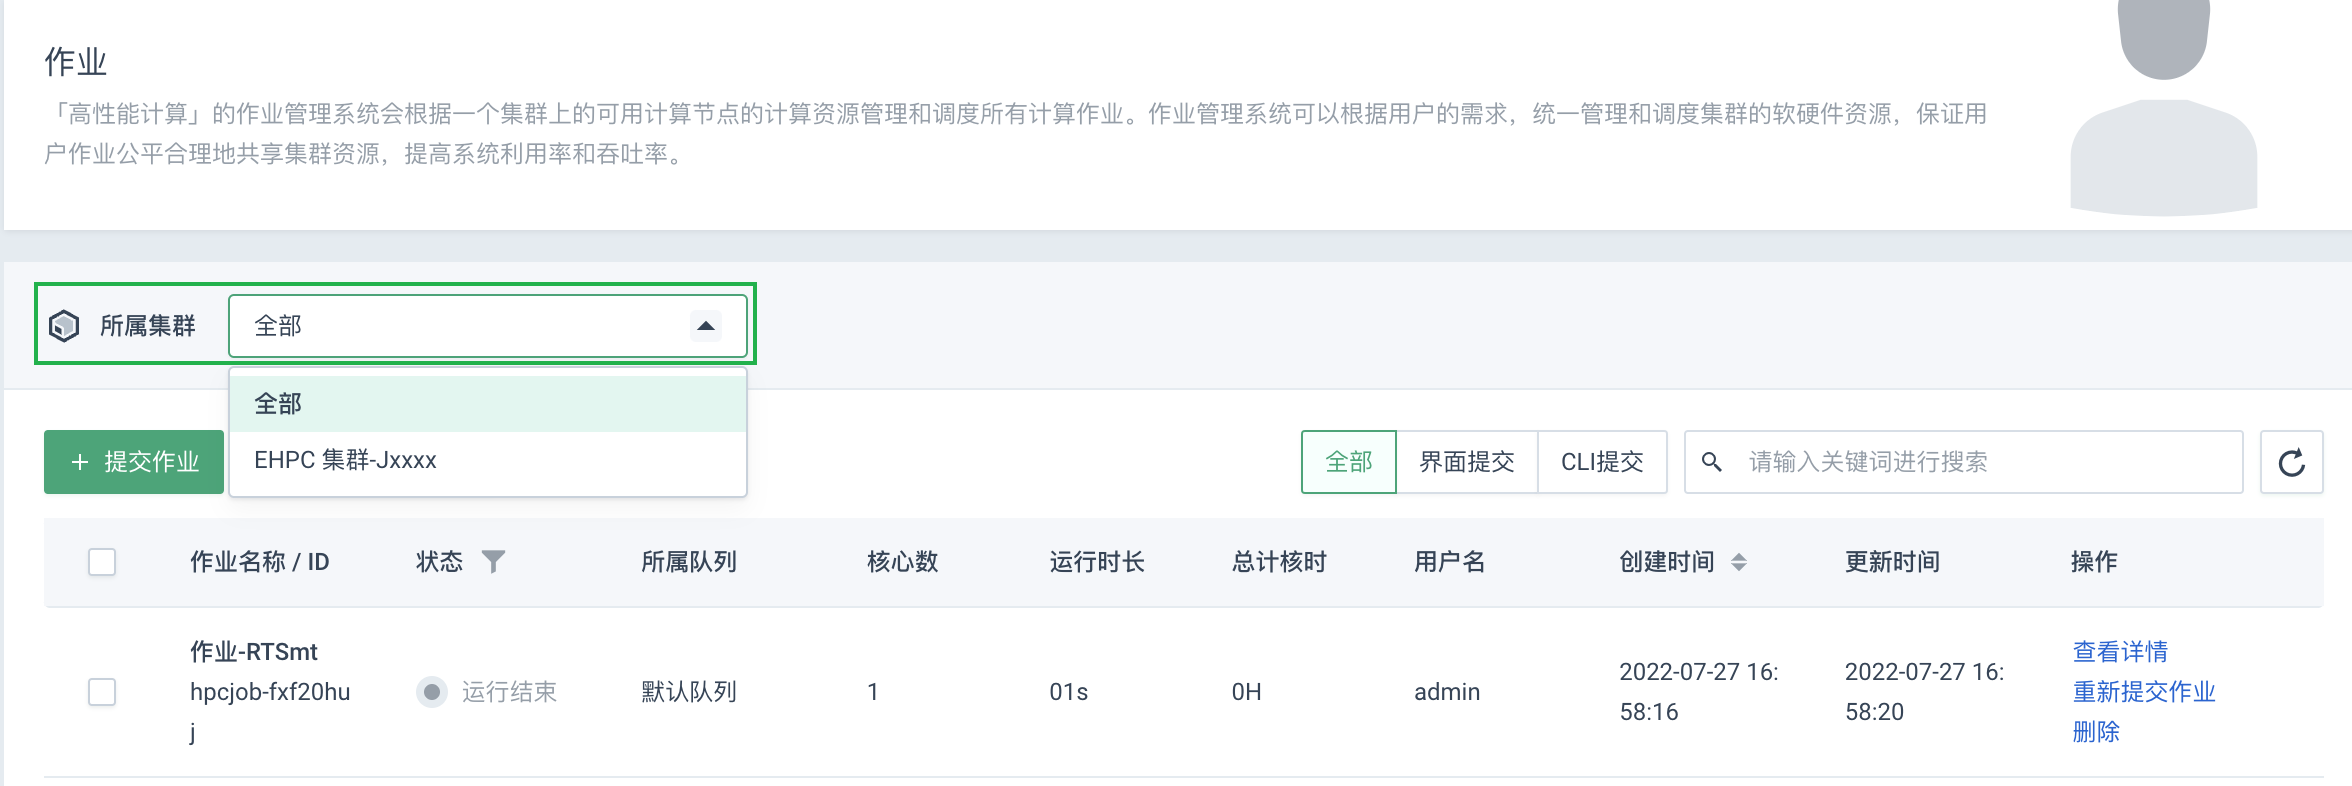 作业
「高性能计算」的作业管理系统会根据一个集群上的可用计算节点的计算资源管理和调度所有计算作业。作业管理系统可以根据用户的需求，统一管理和调度集群的软硬件资源，保证用
户作业公平合理地共享集群资源，提高系统利用率和吞吐率。
所属集群 全部
全部
EHPC 集群-Jxxxx
+ 提交作业 全部 界面提交 CLI提交 请输入关键词进行搜索
作业名称 / ID 状态 所属队列 核心数 运行时长 总计核时 用户名 创建时间 更新时间 操作
作业-RTSmt
hpcjob-fxf20hu
j
运行结束 默认队列 1 01s 0H admin
2022-07-27 16:
58:16
2022-07-27 16:
58:20
查看详情
重新提交作业
删除